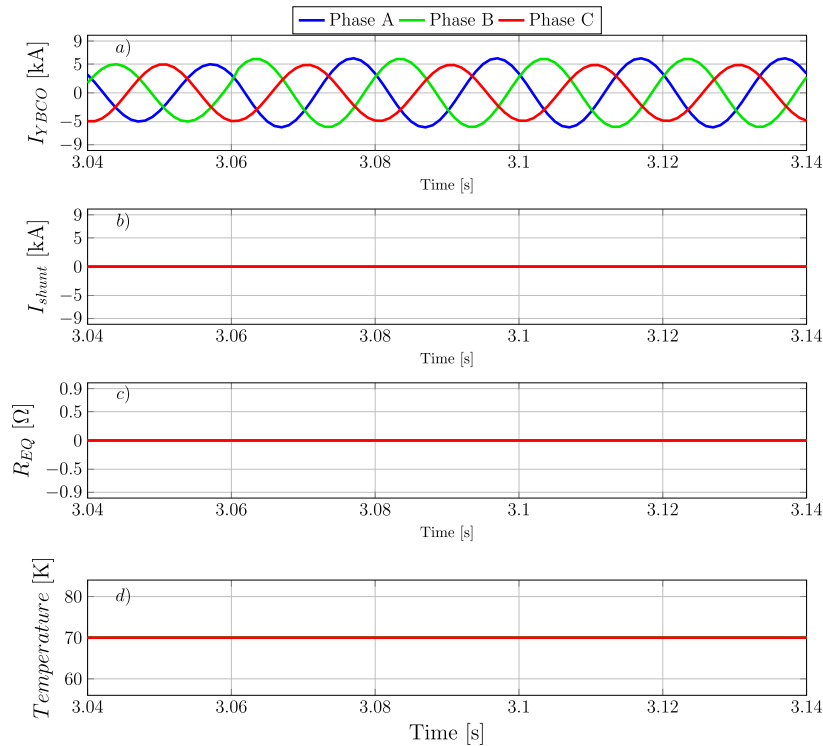 Phase A Phase B Phase C
a)
I_YBCO [kA]
9
5
0
−5
−9
3.04 3.06 3.08 3.1 3.12 3.14
Time [s]
b)
I_shunt [kA]
9
5
0
−5
−9
3.04 3.06 3.08 3.1 3.12 3.14
Time [s]
c)
R_EQ [Ω]
0.9
0.5
0
−0.5
−0.9
3.04 3.06 3.08 3.1 3.12 3.14
Time [s]
d)
Temperature [K]
80
70
60
3.04 3.06 3.08 3.1 3.12 3.14
Time [s]